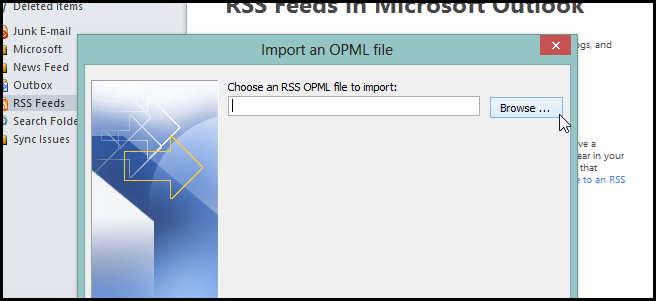 Deleted Items
RSS Feeds in Microsoft Outlook
Junk E-mail
Microsoft
News Feed
Outbox
RSS Feeds
Search Folde
Sync Issues
Import an OPML file
ogs, and
Choose an RSS OPML file to import:
Browse ...
ve a
ear in your
that
e to an RSS